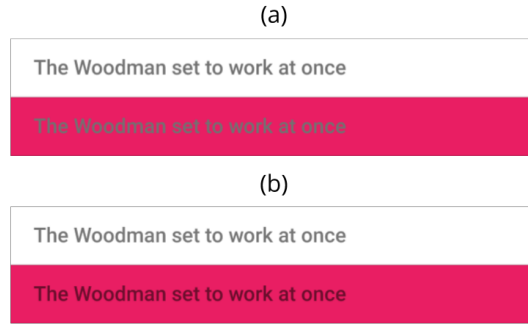 (a)
The Woodman set to work at once
The Woodman set to work at once
(b)
The Woodman set to work at once
The Woodman set to work at once